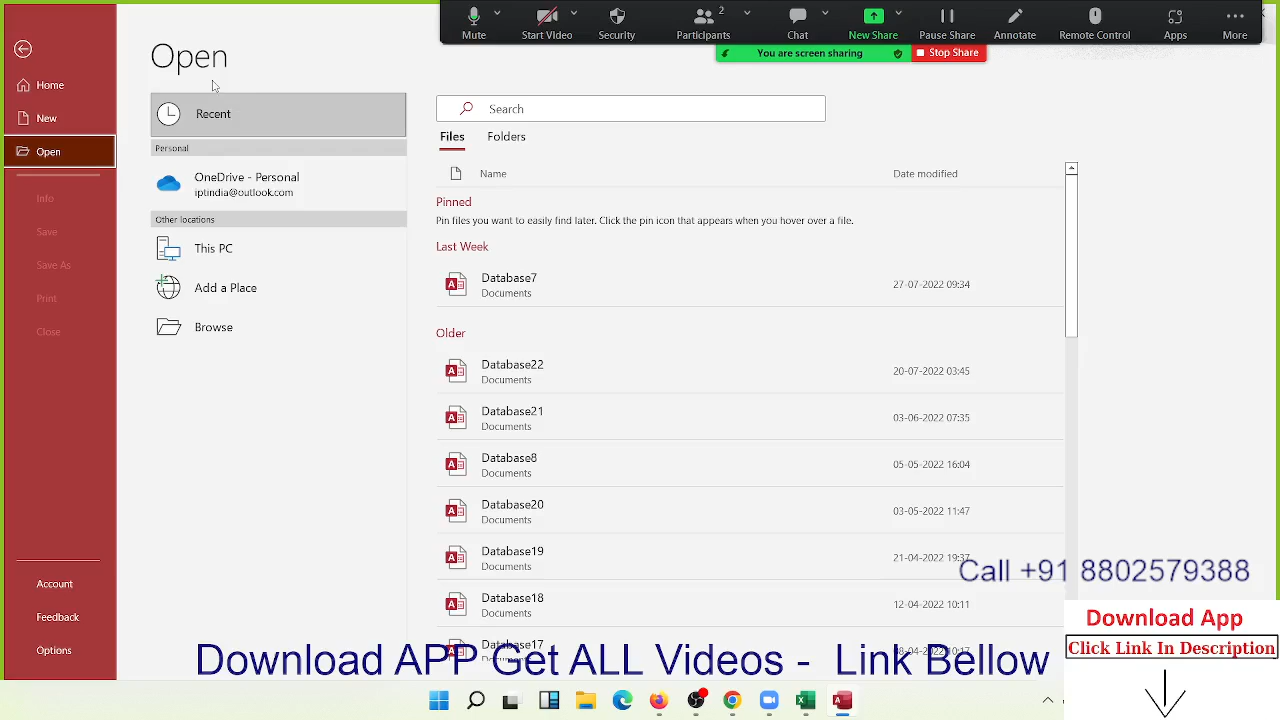 Mute
Start Video
Security
Participants
2
Chat
New Share
Pause Share
Annotate
Remote Control
Apps
More
You are screen sharing
Stop Share
Open
Home
New
Open
Info
Save
Save As
Print
Close
Account
Feedback
Options
Recent
Personal
OneDrive - Personal
iptindia@outlook.com
Other locations
This PC
Add a Place
Browse
Search
Files Folders
Name Date modified
Pinned
Pin files you want to easily find later. Click the pin icon that appears when you hover over a file.
Last Week
Database7
Documents
27-07-2022 09:34
Older
Database22
Documents
20-07-2022 03:45
Database21
Documents
03-06-2022 07:35
Database8
Documents
05-05-2022 16:04
Database20
Documents
03-05-2022 11:47
Database19
Documents
21-04-2022 19:37
Database18
Documents
12-04-2022 10:11
Database17
Call +91 8802579388
Download App
Click Link In Description
Download APP Get ALL Videos - Link Bellow